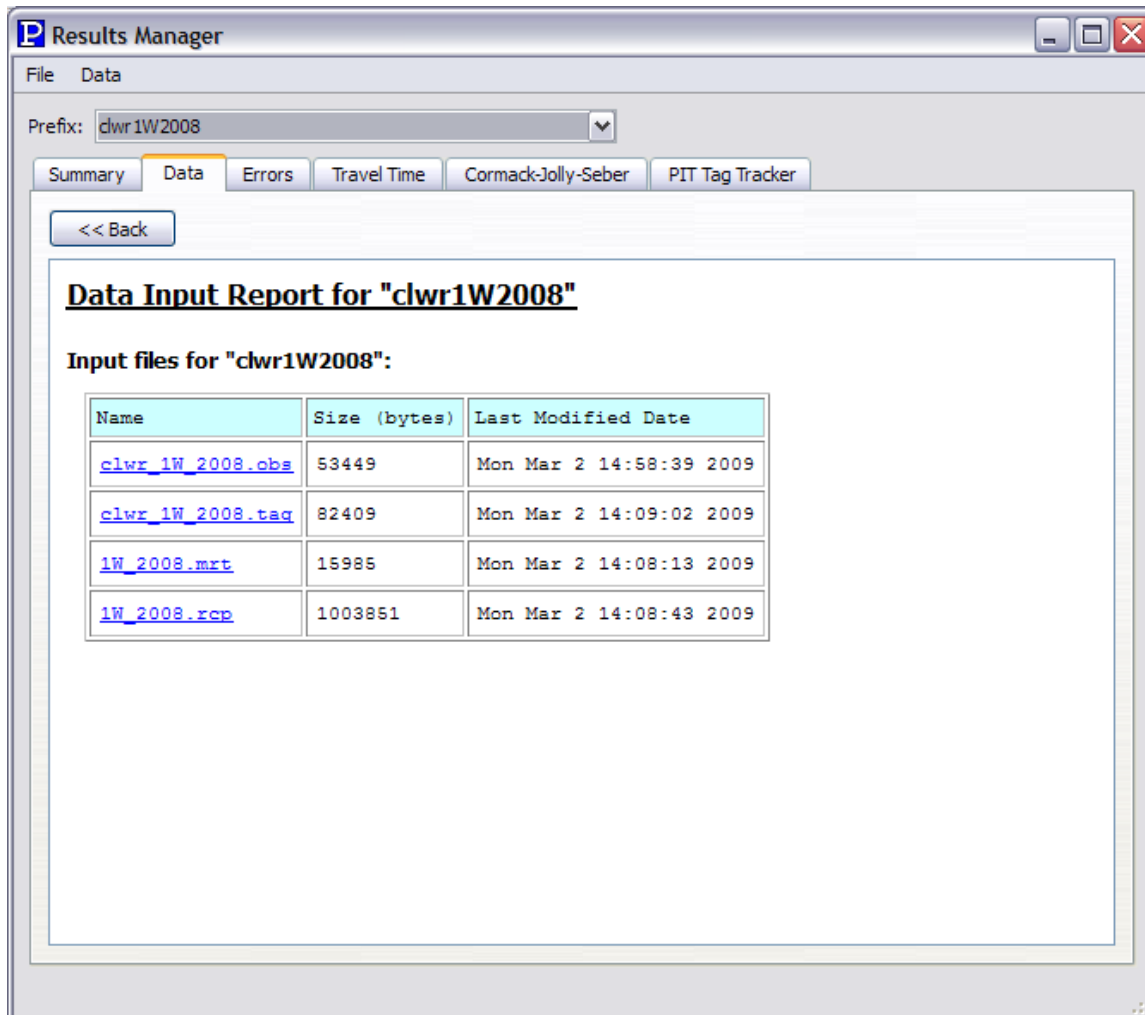 P Results Manager
File Data
Prefix: clwr1W2008
Summary Data Errors Travel Time Cormack-Jolly-Seber PIT Tag Tracker
<< Back
Data Input Report for "clwr1W2008"
Input files for "clwr1W2008":
Name Size (bytes) Last Modified Date
clwr_1W_2008.obs 53449 Mon Mar 2 14:58:39 2009
clwr_1W_2008.tag 82409 Mon Mar 2 14:09:02 2009
1W_2008.mrt 15985 Mon Mar 2 14:08:13 2009
1W_2008.rcp 1003851 Mon Mar 2 14:08:43 2009